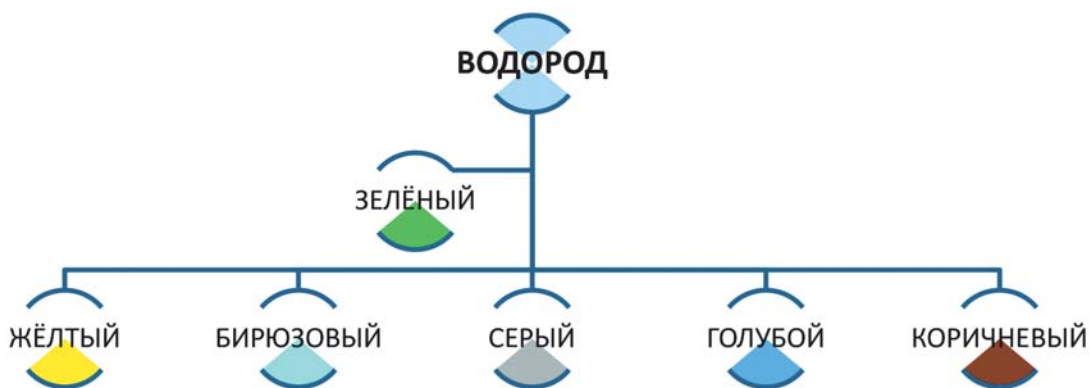 ВОДОРОД
ЗЕЛЁНЫЙ
ЖЁЛТЫЙ
БИРЮЗОВЫЙ
СЕРЫЙ
ГОЛУБОЙ
КОРИЧНЕВЫЙ